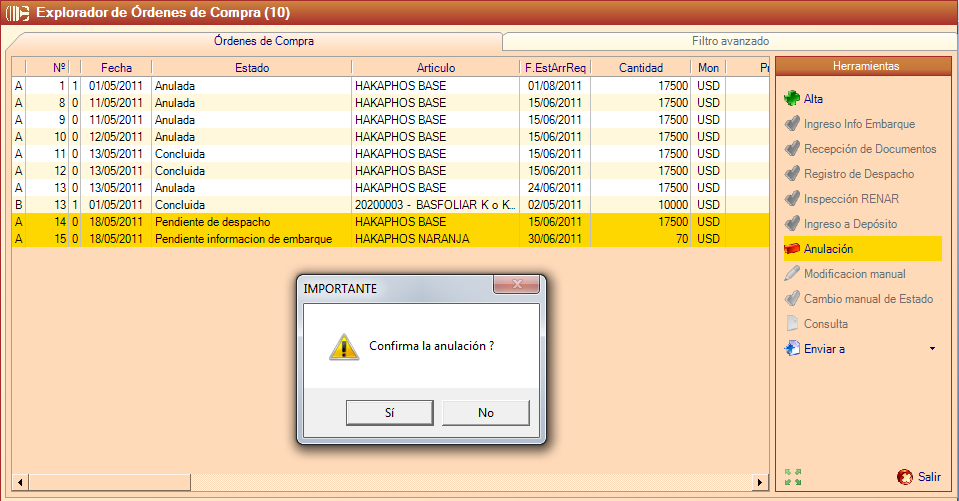 Explorador de Órdenes de Compra (10)
Órdenes de Compra Filtro avanzado
Nº Fecha Estado Articulo F.EstArrReq Cantidad Mon
A 1 1 01/05/2011 Anulada HAKAPHOS BASE 01/08/2011 17500 USD
A 8 0 11/05/2011 Anulada HAKAPHOS BASE 15/06/2011 17500 USD
A 9 0 11/05/2011 Anulada HAKAPHOS BASE 15/06/2011 17500 USD
A 10 0 12/05/2011 Anulada HAKAPHOS BASE 15/06/2011 17500 USD
A 11 0 13/05/2011 Concluida HAKAPHOS BASE 15/06/2011 17500 USD
A 12 0 13/05/2011 Concluida HAKAPHOS BASE 15/06/2011 17500 USD
A 13 0 13/05/2011 Anulada HAKAPHOS BASE 24/06/2011 17500 USD
B 13 1 01/05/2011 Concluida 20200003 - BASFOLIAR K o K... 02/05/2011 10000 USD
A 14 0 18/05/2011 Pendiente de despacho HAKAPHOS BASE 15/06/2011 17500 USD
A 15 0 18/05/2011 Pendiente informacion de embarque HAKAPHOS NARANJA 30/06/2011 70 USD
IMPORTANTE
Confirma la anulación ?
Sí No
Herramientas
Alta
Ingreso Info Embarque
Recepción de Documentos
Registro de Despacho
Inspección RENAR
Ingreso a Depósito
Anulación
Modificacion manual
Cambio manual de Estado
Consulta
Enviar a
Salir